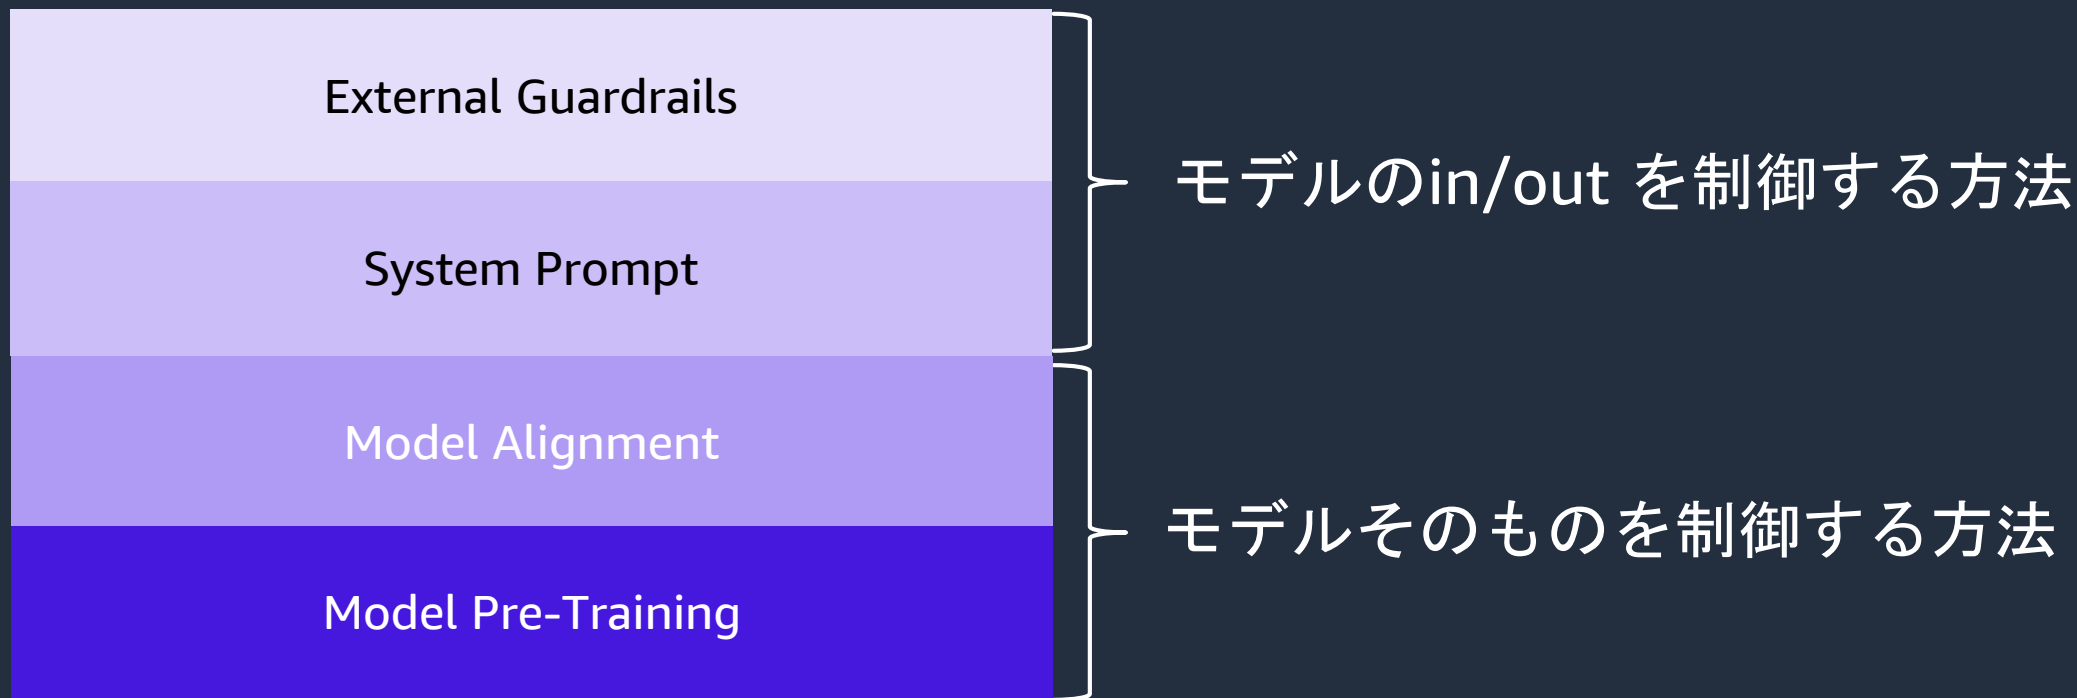 External Guardrails
System Prompt
モデルのin/out を制御する方法
Model Alignment
Model Pre-Training
モデルそのものを制御する方法